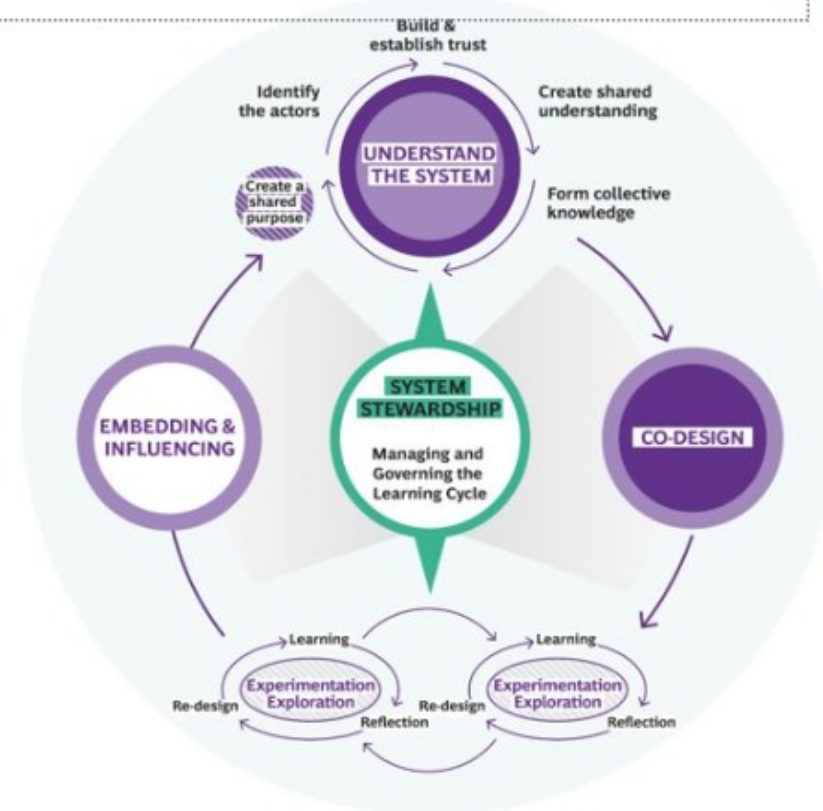 Build &
establish trust
Identify
the actors
Create shared
understanding
UNDERSTAND
THE SYSTEM
Create a
shared
purpose
Form collective
knowledge
SYSTEM
STEWARDSHIP
Managing and
Governing the
Learning Cycle
EMBEDDING &
INFLUENCING
CO-DESIGN
Learning
Experimentation
Exploration
Re-design
Reflection
Learning
Experimentation
Exploration
Re-design
Reflection